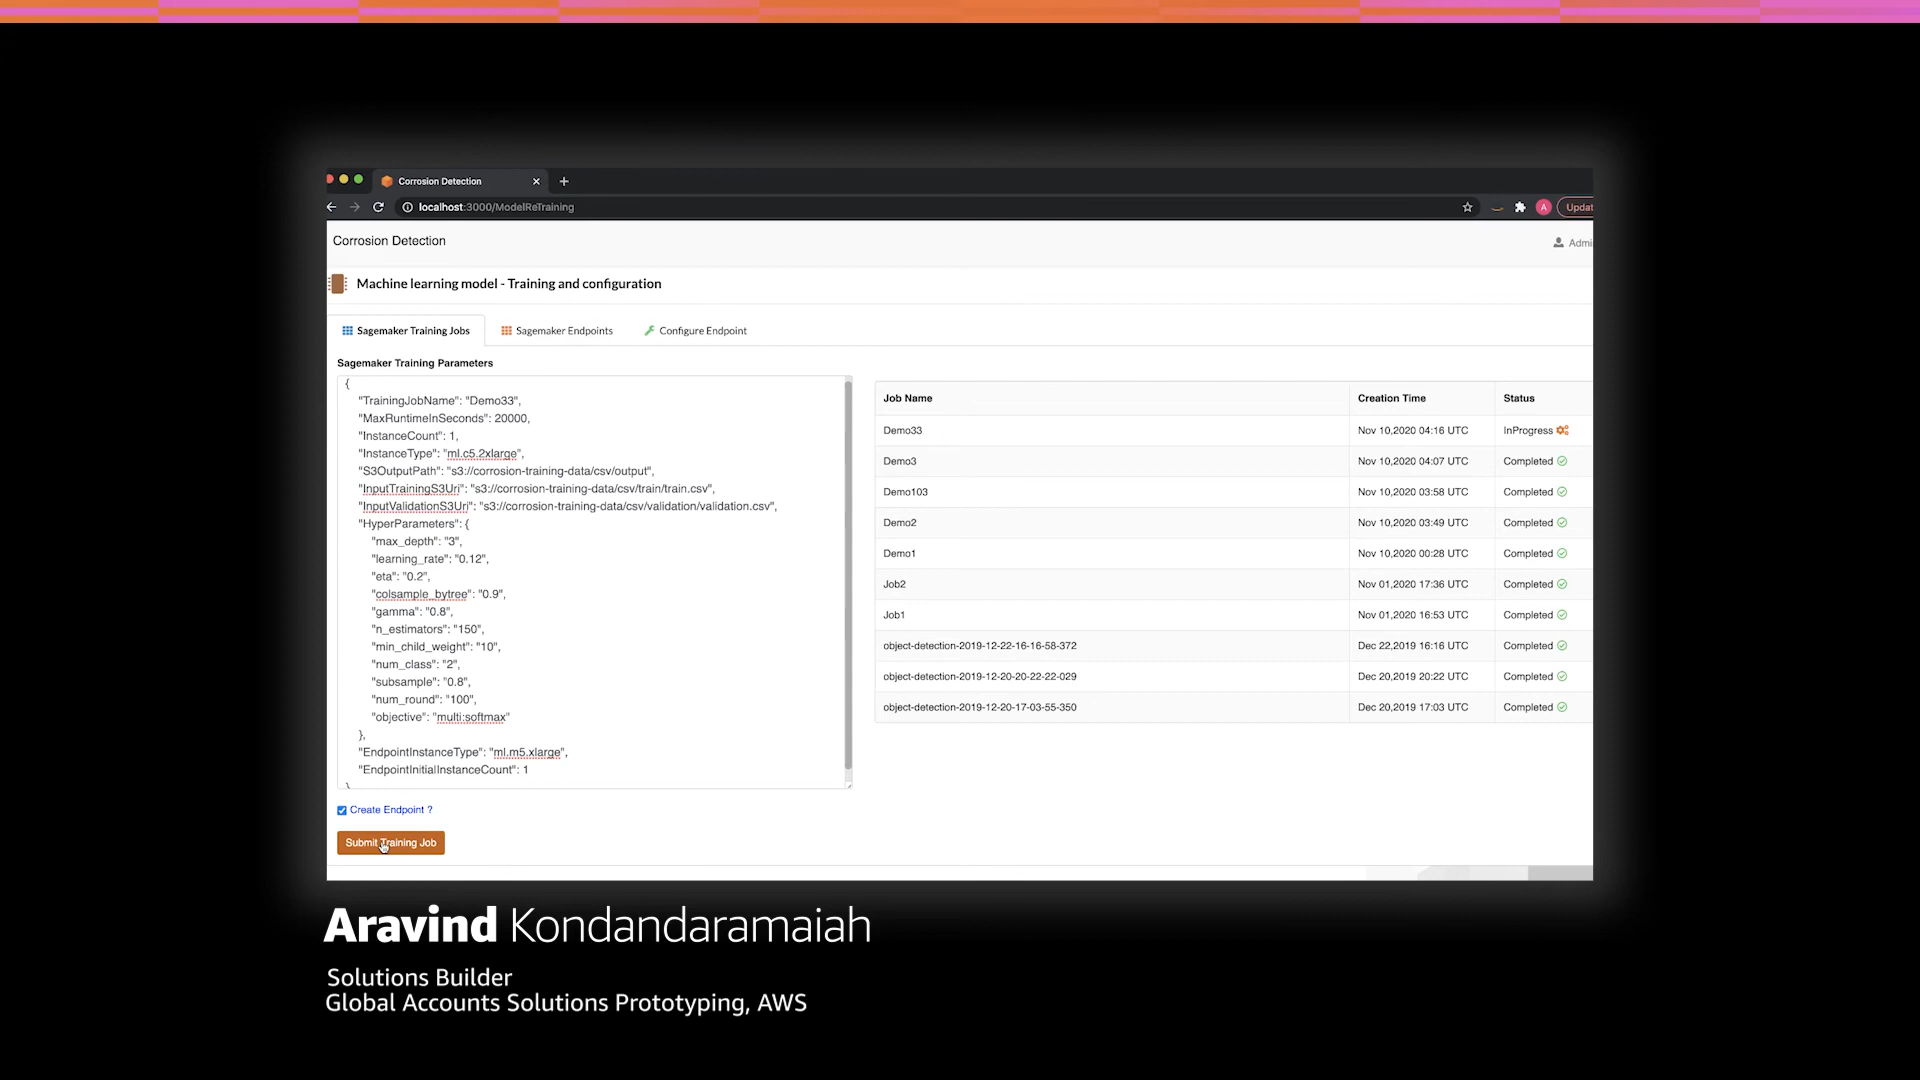 Corrosion Detection
localhost:3000/ModelReTraining
A
Updat
Corrosion Detection
Admi
Machine learning model - Training and configuration
Sagemaker Training Jobs
Sagemaker Endpoints
Configure Endpoint
Sagemaker Training Parameters
{
"TrainingJobName": "Demo33",
"MaxRuntimeInSeconds": 20000,
"InstanceCount": 1,
"InstanceType": "ml.c5.2xlarge",
"S3OutputPath": "s3://corrosion-training-data/csv/output",
"InputTrainingS3Uri": "s3://corrosion-training-data/csv/train/train.csv",
"InputValidationS3Uri": "s3://corrosion-training-data/csv/validation/validation.csv",
"HyperParameters": {
"max_depth": "3",
"learning_rate": "0.12",
"eta": "0.2",
"colsample_bytree": "0.9",
"gamma": "0.8",
"n_estimators": "150",
"min_child_weight": "10",
"num_class": "2",
"subsample": "0.8",
"num_round": "100",
"objective": "multi:softmax"
},
"EndpointInstanceType": "ml.m5.xlarge",
"EndpointInitialInstanceCount": 1
}
Create Endpoint ?
Submit Training Job
Job Name Creation Time Status
Demo33 Nov 10,2020 04:16 UTC InProgress
Demo3 Nov 10,2020 04:07 UTC Completed
Demo103 Nov 10,2020 03:58 UTC Completed
Demo2 Nov 10,2020 03:49 UTC Completed
Demo1 Nov 10,2020 00:28 UTC Completed
Job2 Nov 01,2020 17:36 UTC Completed
Job1 Nov 01,2020 16:53 UTC Completed
object-detection-2019-12-22-16-16-58-372 Dec 22,2019 16:16 UTC Completed
object-detection-2019-12-20-20-22-22-029 Dec 20,2019 20:22 UTC Completed
object-detection-2019-12-20-17-03-55-350 Dec 20,2019 17:03 UTC Completed
Aravind Kondandaramaiah
Solutions Builder
Global Accounts Solutions Prototyping, AWS